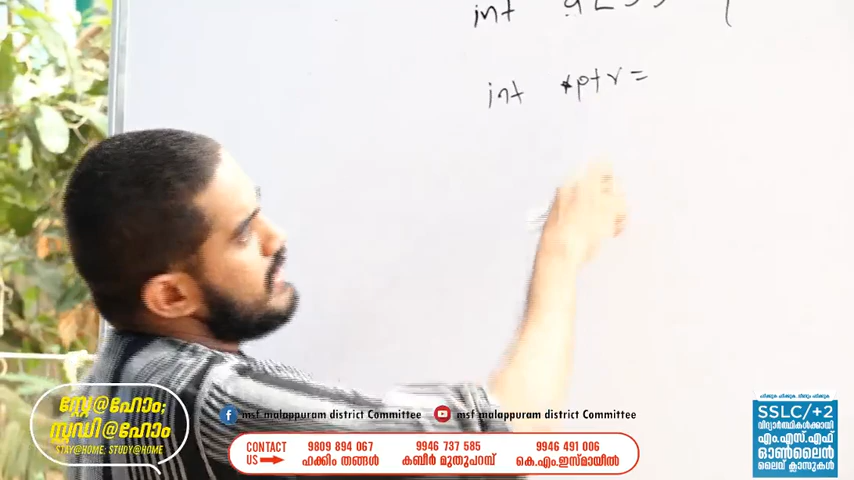 int
int *ptr=
സ്റ്റേ@ഹോം;
സ്റ്റഡി@ഹോം
STAY@HOME; STUDY@HOME
msf malappuram district Committee
msf malappuram district Committee
CONTACT US
9809 894 067
ഹക്കിം തങ്ങൾ
9946 737 585
കബീർ മുതുപറമ്പ്
9946 491 006
കെ.എം.ഇസ്മായീൽ
SSLC/+2
വിദ്യാർത്ഥികൾക്കായി
എം.എസ്.എഫ്
ഓൺലൈൻ
ലൈവ് ക്ലാസുകൾ